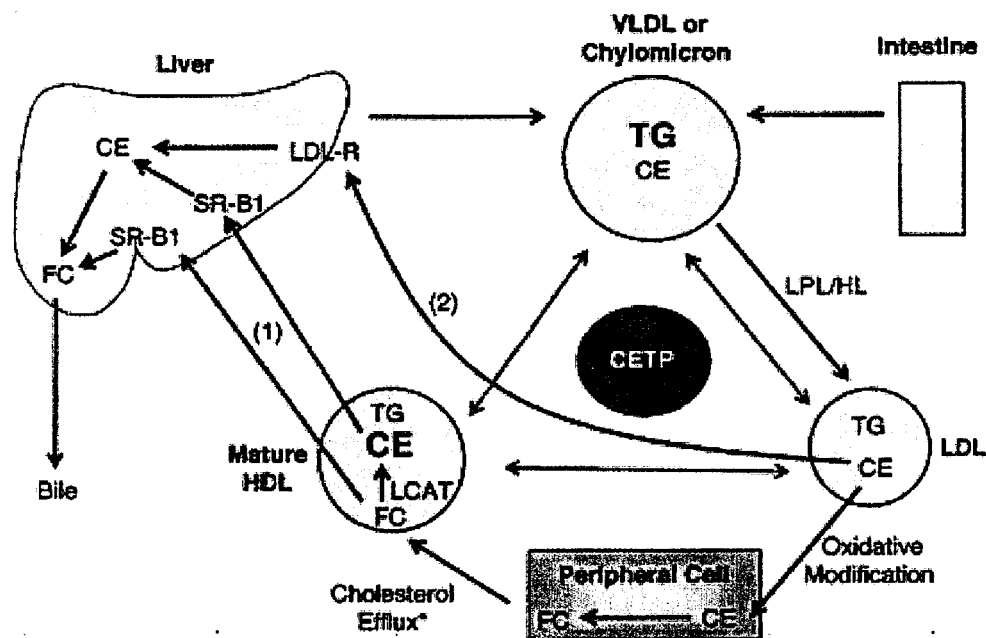 VLDL or
Chylomicron
Intestine
Liver
TG
CE
CE
LDL-R
SR-B1
SR-B1
FC
(1)
(2)
LPL/HL
CETP
TG
CE
LCAT
FC
Mature
HDL
TG
CE
LDL
Bile
Oxidative
Modification
Peripheral Cell
FC
CE
Cholesterol
Efflux*